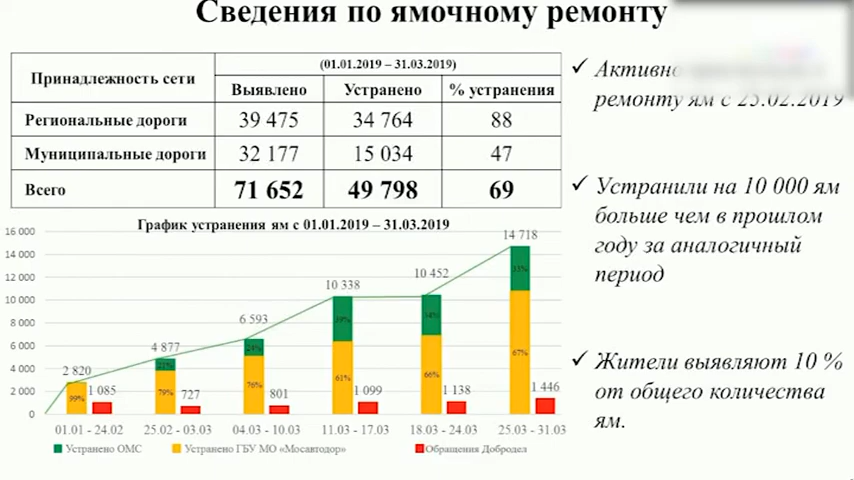 Сведения по ямочному ремонту
Принадлежность сети
(01.01.2019 – 31.03.2019)
Выявлено
Устранено
% устранения
Региональные дороги
39 475
34 764
88
Муниципальные дороги
32 177
15 034
47
Всего
71 652
49 798
69
График устранения ям с 01.01.2019 – 31.03.2019
16 000
14 000
12 000
10 000
8 000
6 000
4 000
2 000
0
2 820
99%
1 085
4 877
21%
79%
727
6 593
24%
76%
801
10 338
39%
61%
1 099
10 452
34%
66%
1 138
14 718
33%
67%
1 446
01.01 - 24.02
25.02 - 03.03
04.03 - 10.03
11.03 - 17.03
18.03 - 24.03
25.03 - 31.03
Устранено ОМС
Устранено ГБУ МО «Мосавтодор»
Обращения Добродел
✓ Активно
ремонту ям с 25.02.2019
✓ Устранили на 10 000 ям
больше чем в прошлом
году за аналогичный
период
✓ Жители выявляют 10 %
от общего количества
ям.